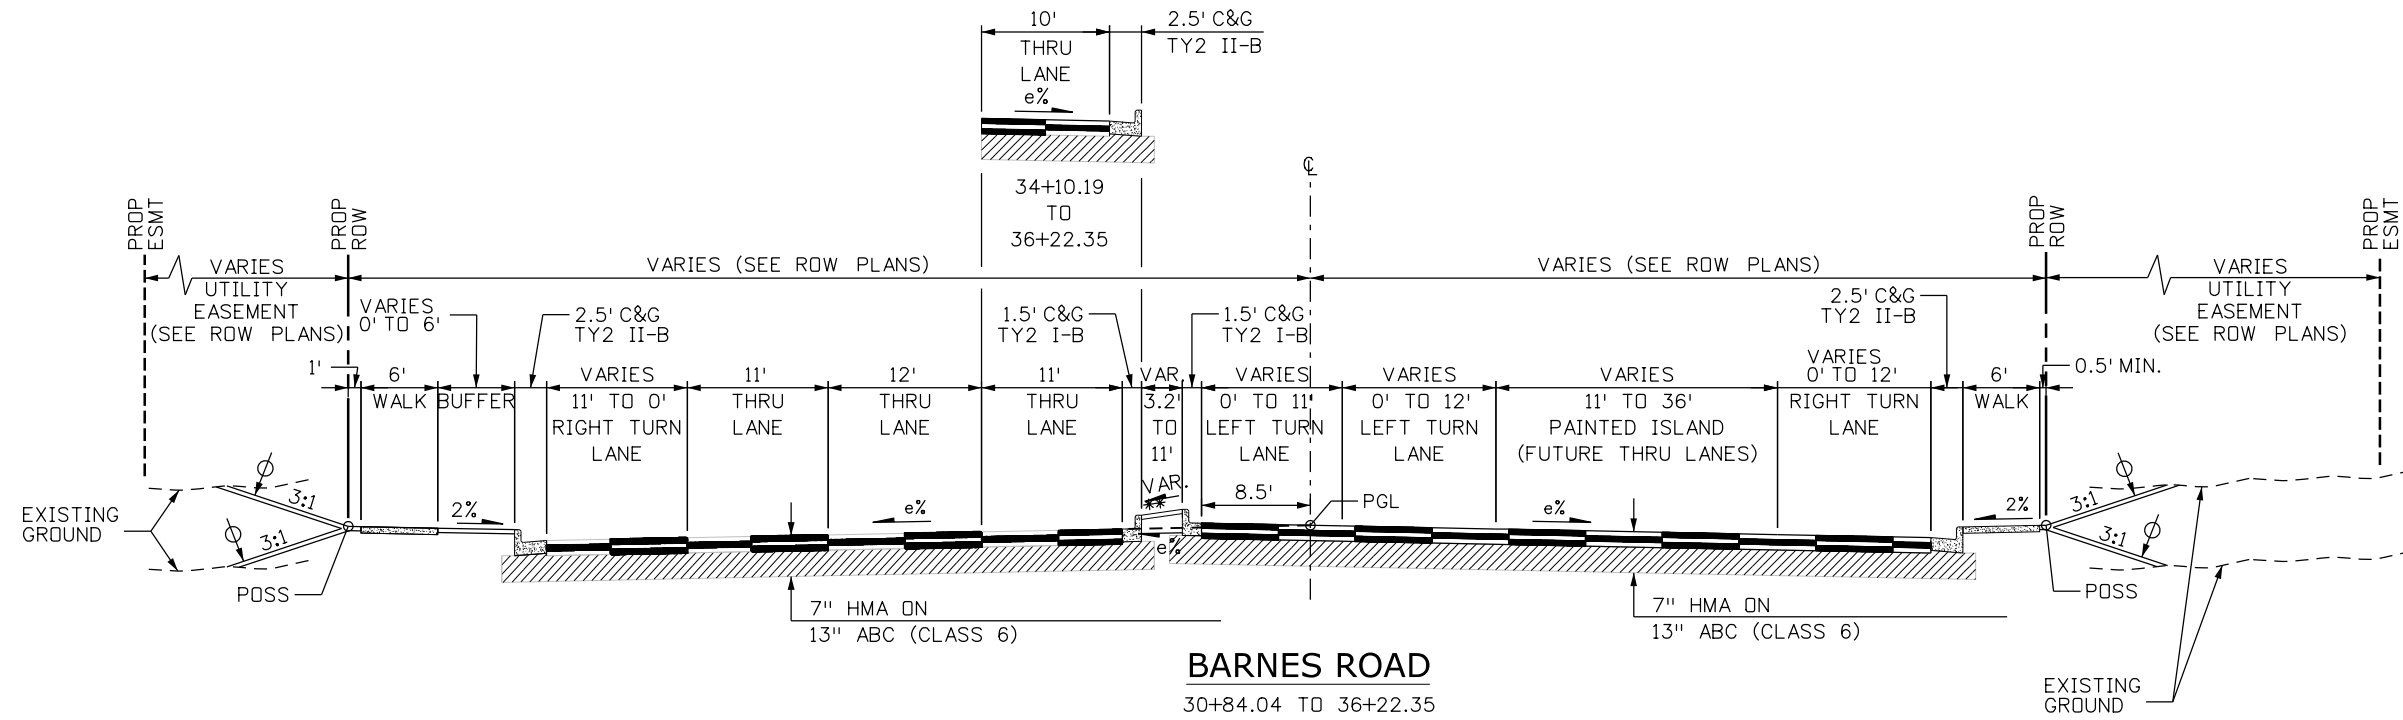 10'
THRU
LANE
e%
2.5' C&G
TY2 II-B
34+10.19
TO
36+22.35
℄
PROP
ESMT
PROP
ROW
PROP
ROW
PROP
ESMT
VARIES
UTILITY
EASEMENT
(SEE ROW PLANS)
VARIES (SEE ROW PLANS)
VARIES (SEE ROW PLANS)
VARIES
UTILITY
EASEMENT
(SEE ROW PLANS)
VARIES
0' TO 6'
2.5' C&G
TY2 II-B
1.5' C&G
TY2 I-B
1.5' C&G
TY2 I-B
2.5' C&G
TY2 II-B
1'
6'
WALK
BUFFER
VARIES
11' TO 0'
RIGHT TURN
LANE
11'
THRU
LANE
12'
THRU
LANE
11'
THRU
LANE
VAR.
3.2'
TO
11'
VARIES
0' TO 11'
LEFT TURN
LANE
VARIES
0' TO 12'
LEFT TURN
LANE
VARIES
11' TO 36'
PAINTED ISLAND
(FUTURE THRU LANES)
VARIES
0' TO 12'
RIGHT TURN
LANE
6'
WALK
0.5' MIN.
8.5'
PGL
VAR.
**
e%
e%
e%
2%
2%
3:1
3:1
3:1
3:1
EXISTING
GROUND
POSS
POSS
7" HMA ON
13" ABC (CLASS 6)
7" HMA ON
13" ABC (CLASS 6)
EXISTING
GROUND
BARNES ROAD
30+84.04 TO 36+22.35